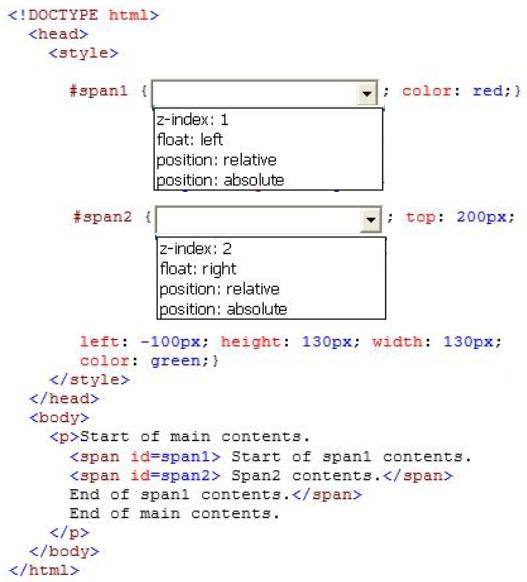 <!DOCTYPE html>
<head>
<style>
#span1 { ; color: red;}
z-index: 1
float: left
position: relative
position: absolute
#span2 { ; top: 200px;
z-index: 2
float: right
position: relative
position: absolute
left: -100px; height: 130px; width: 130px;
color: green;}
</style>
</head>
<body>
<p>Start of main contents.
<span id=span1> Start of span1 contents.
<span id=span2> Span2 contents.</span>
End of span1 contents.</span>
End of main contents.
</p>
</body>
</html>